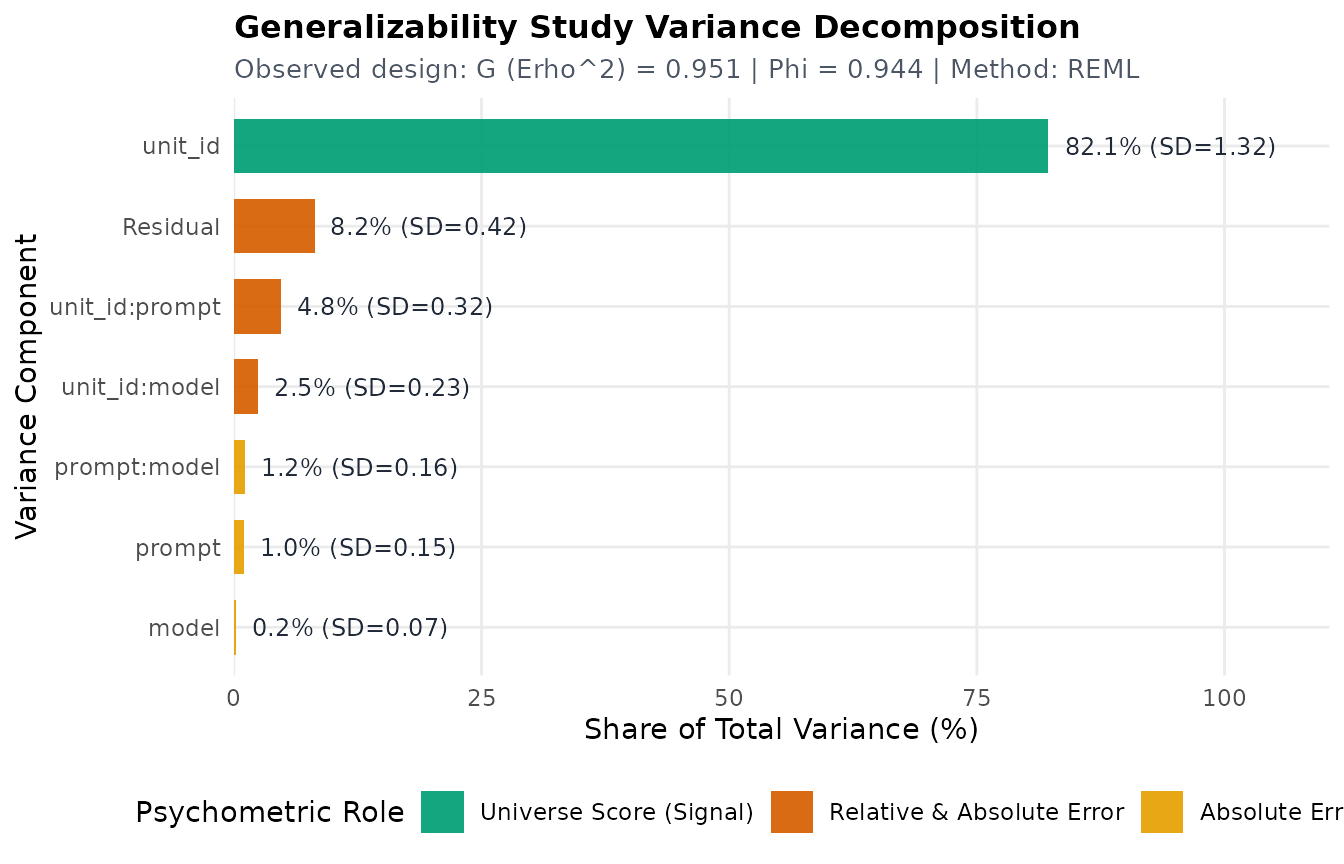 Generalizability Study Variance Decomposition
Observed design: G (Erho^2) = 0.951 | Phi = 0.944 | Method: REML
Variance Component
unit_id 82.1% (SD=1.32)
Residual 8.2% (SD=0.42)
unit_id:prompt 4.8% (SD=0.32)
unit_id:model 2.5% (SD=0.23)
prompt:model 1.2% (SD=0.16)
prompt 1.0% (SD=0.15)
model 0.2% (SD=0.07)
0 25 50 75 100
Share of Total Variance (%)
Psychometric Role Universe Score (Signal) Relative & Absolute Error Absolute Err